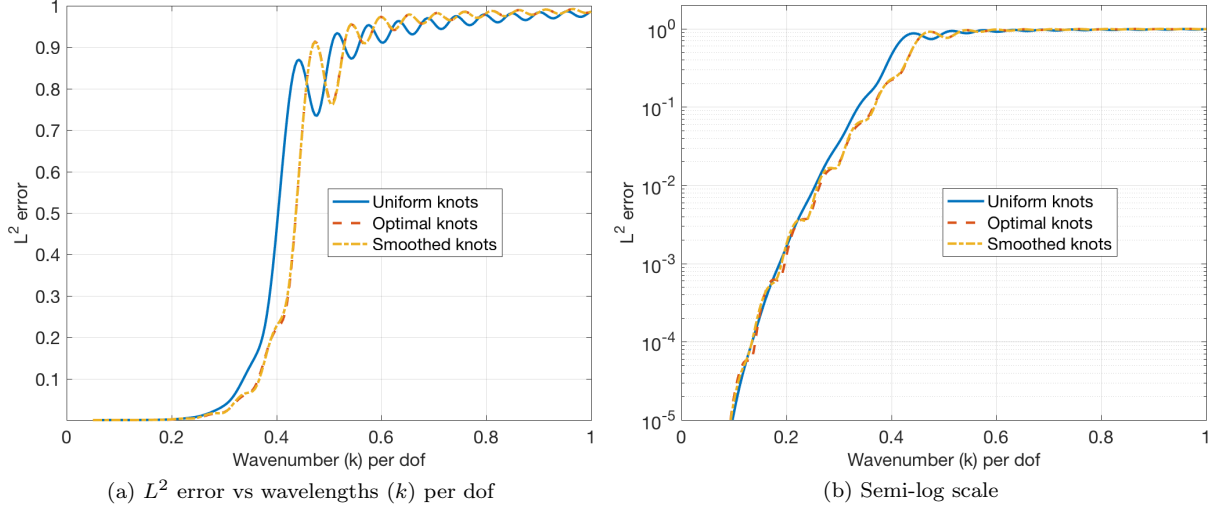 1
0.9
0.8
0.7
0.6
0.5
0.4
0.3
0.2
0.1
L² error
Uniform knots
Optimal knots
Smoothed knots
0 0.2 0.4 0.6 0.8 1
Wavenumber (k) per dof
(a) L² error vs wavelengths (k) per dof
10⁰
10⁻¹
10⁻²
10⁻³
10⁻⁴
10⁻⁵
L² error
Uniform knots
Optimal knots
Smoothed knots
0 0.2 0.4 0.6 0.8 1
Wavenumber (k) per dof
(b) Semi-log scale